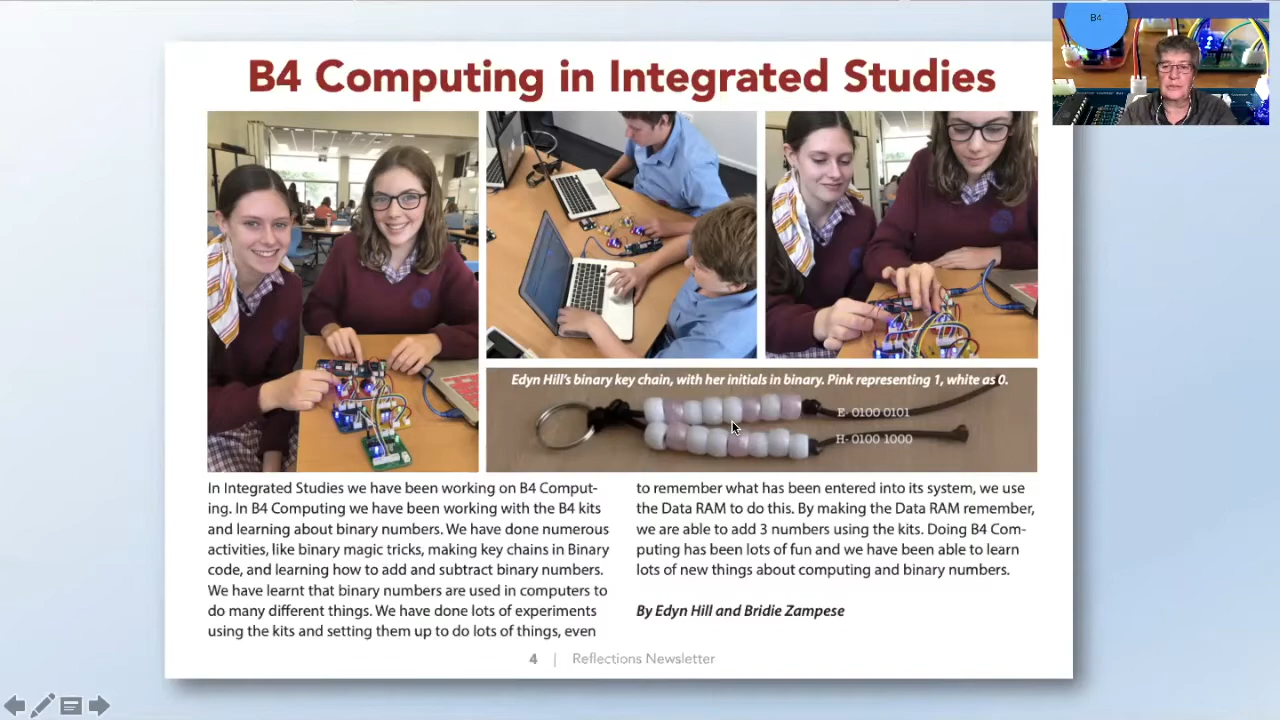 B4
B4 Computing in Integrated Studies
Edyn Hill's binary key chain, with her initials in binary. Pink representing 1, white as 0.
E- 0100 0101
H- 0100 1000
In Integrated Studies we have been working on B4 Comput-
ing. In B4 Computing we have been working with the B4 kits
and learning about binary numbers. We have done numerous
activities, like binary magic tricks, making key chains in Binary
code, and learning how to add and subtract binary numbers.
We have learnt that binary numbers are used in computers to
do many different things. We have done lots of experiments
using the kits and setting them up to do lots of things, even
to remember what has been entered into its system, we use
the Data RAM to do this. By making the Data RAM remember,
we are able to add 3 numbers using the kits. Doing B4 Com-
puting has been lots of fun and we have been able to learn
lots of new things about computing and binary numbers.
By Edyn Hill and Bridie Zampese
4 | Reflections Newsletter